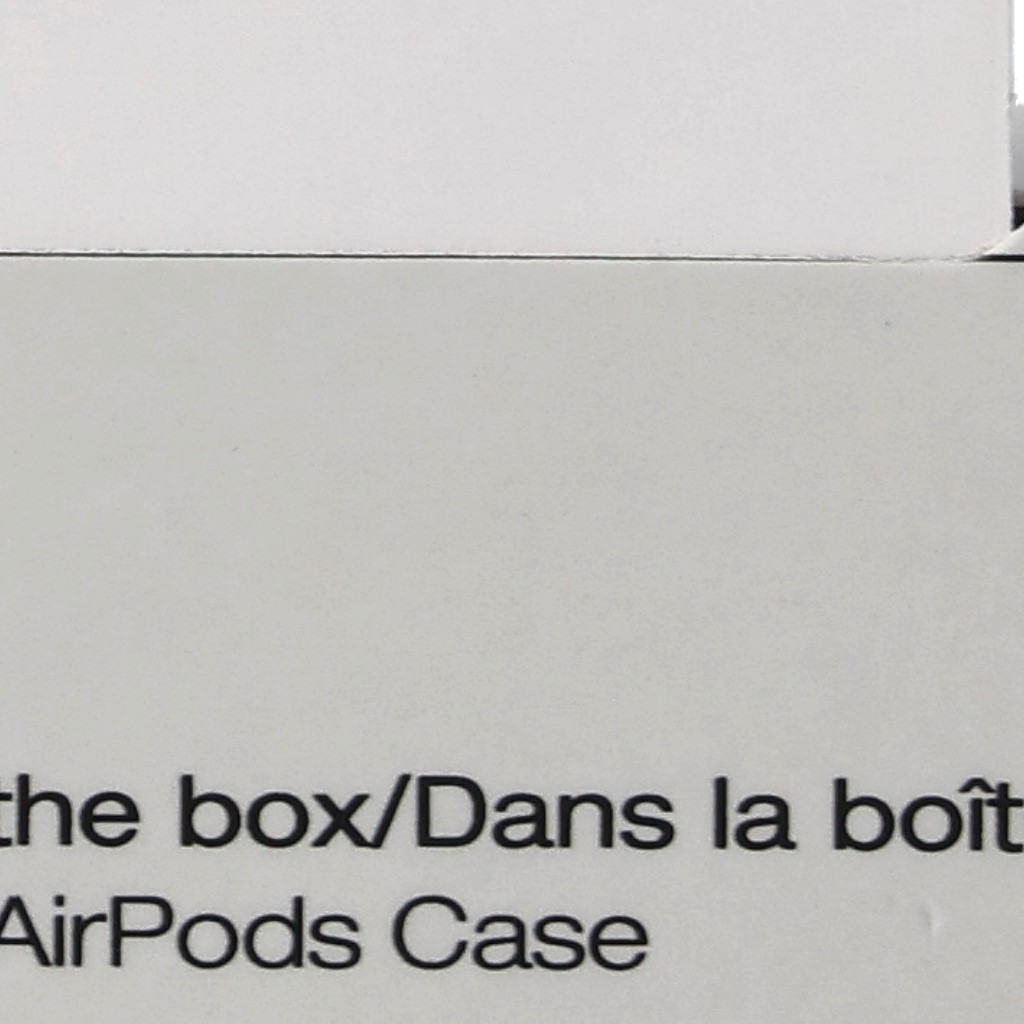 the box/Dans la boît
AirPods Case